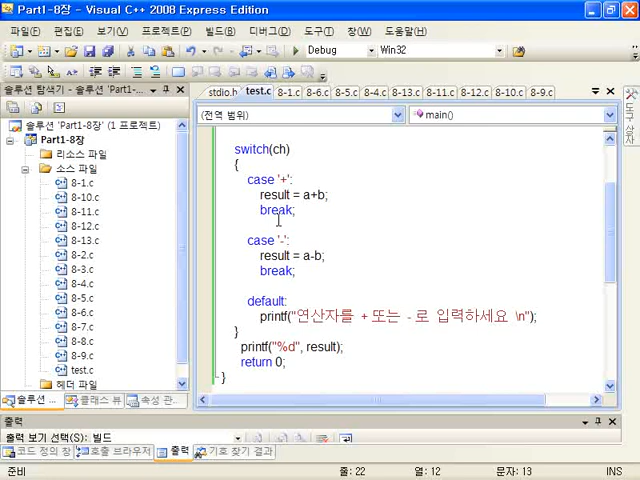 Part1-8장 - Visual C++ 2008 Express Edition
파일(F) 편집(E) 보기(V) 프로젝트(P) 빌드(B) 디버그(D) 도구(T) 창(W) 도움말(H)
Debug Win32
솔루션 탐색기 - 솔루션 'Part1-...
stdio.h test.c 8-1.c 8-6.c 8-5.c 8-4.c 8-13.c 8-11.c 8-12.c 8-10.c 8-9.c
(전역 범위) main()
솔루션 'Part1-8장' (1 프로젝트)
Part1-8장
리소스 파일
소스 파일
8-1.c
8-10.c
8-11.c
8-12.c
8-13.c
8-2.c
8-3.c
8-4.c
8-5.c
8-6.c
8-7.c
8-8.c
8-9.c
test.c
헤더 파일
switch(ch)
{
case '+':
result = a+b;
break;
case '-':
result = a-b;
break;
default:
printf("연산자를 + 또는 - 로 입력하세요 \n");
}
printf("%d", result);
return 0;
}
솔루션 ... 클래스 뷰 속성 관...
도구 상자
출력
출력 보기 선택(S): 빌드
코드 정의 창 호출 브라우저 출력 기호 찾기 결과
준비 줄: 22 열: 12 문자: 13 INS